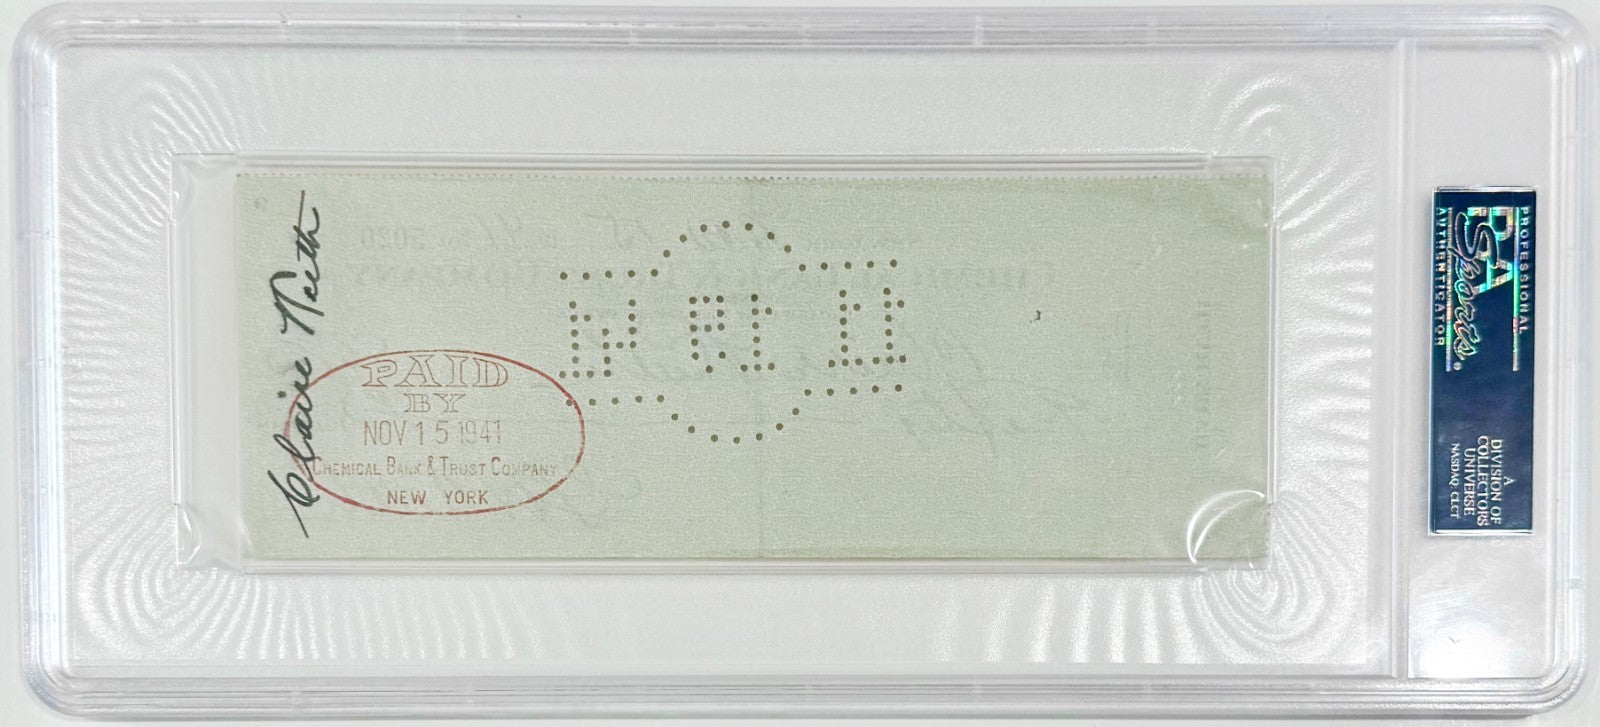 Claire Ruth
PAID
BY
NOV 15 1941
CHEMICAL BANK & TRUST COMPANY
NEW YORK
5020
PROFESSIONAL
PSA
Sports
AUTHENTICATOR
A
DIVISION OF
COLLECTORS
UNIVERSE
NASDAQ: CLCT